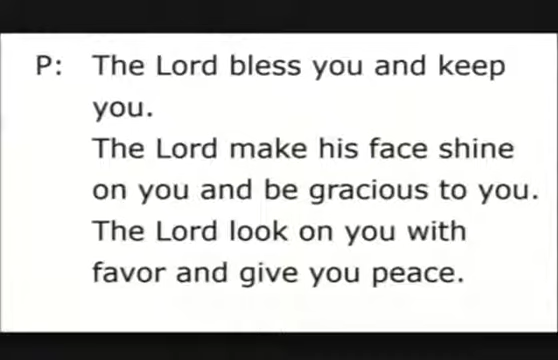 P: The Lord bless you and keep
you.
The Lord make his face shine
on you and be gracious to you.
The Lord look on you with
favor and give you peace.